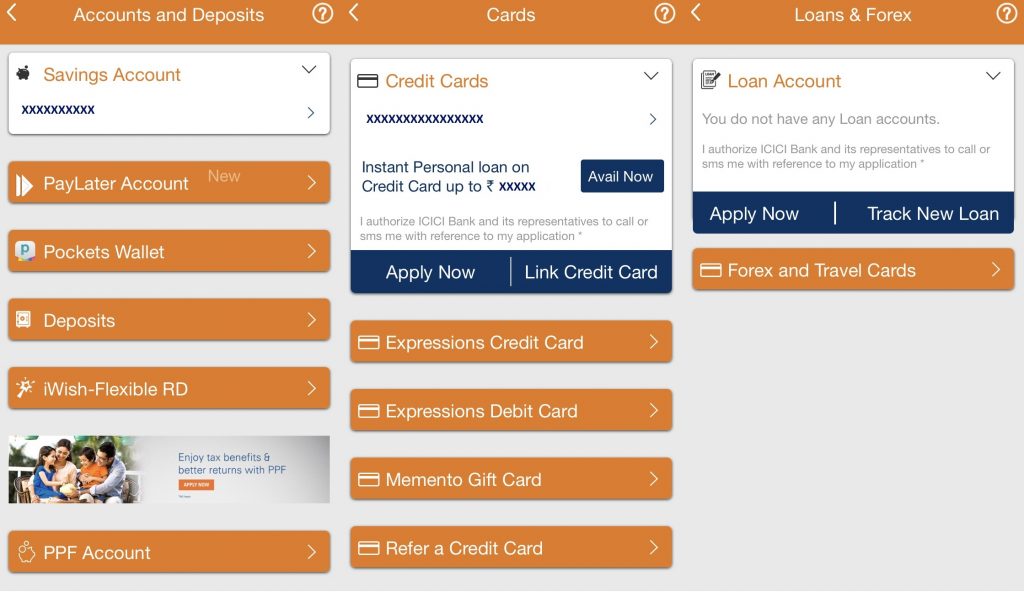 Accounts and Deposits
?
Savings Account
xxxxxxxxxx
PayLater Account
New
P
Pockets Wallet
Deposits
iWish-Flexible RD
Enjoy tax benefits &
better returns with PPF
APPLY NOW
PPF Account
Cards
?
Credit Cards
xxxxxxxxxxxxxxxx
Instant Personal loan on
Credit Card up to ₹ xxxxx
Avail Now
I authorize ICICI Bank and its representatives to call or
sms me with reference to my application *
Apply Now
Link Credit Card
Expressions Credit Card
Expressions Debit Card
Memento Gift Card
Refer a Credit Card
Loans & Forex
?
LOAN
Loan Account
You do not have any Loan accounts.
I authorize ICICI Bank and its representatives to call or
sms me with reference to my application *
Apply Now
Track New Loan
Forex and Travel Cards